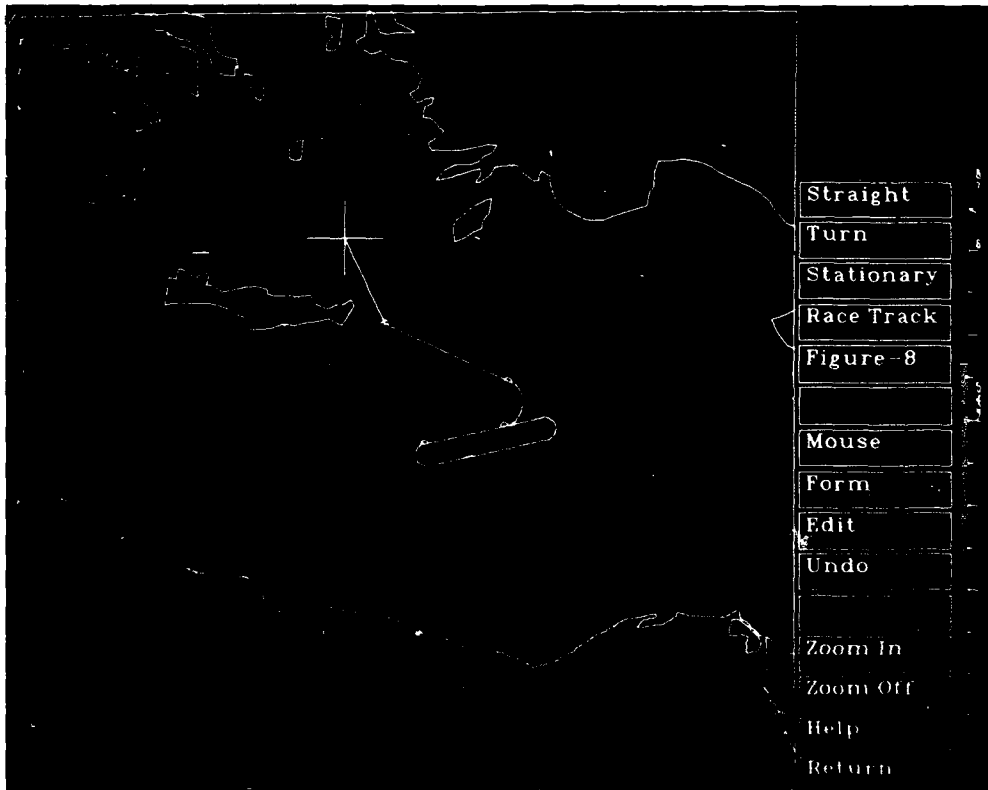 Straight
Turn
Stationary
Race Track
Figure-8
Mouse
Form
Edit
Undo
Zoom In
Zoom Off
Help
Return